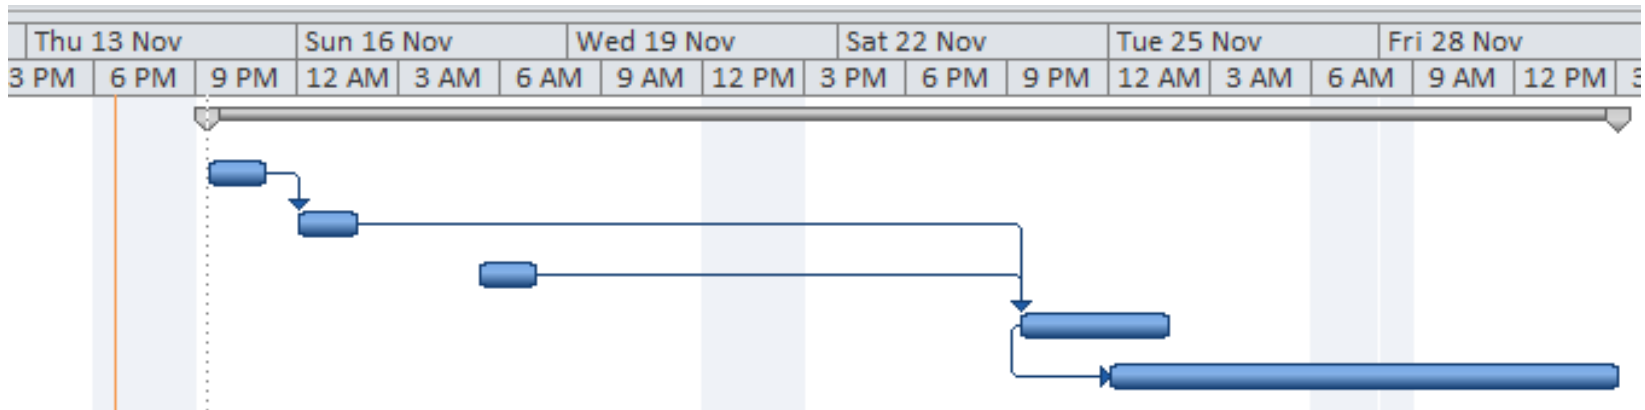 Thu 13 Nov Sun 16 Nov Wed 19 Nov Sat 22 Nov Tue 25 Nov Fri 28 Nov
3 PM 6 PM 9 PM 12 AM 3 AM 6 AM 9 AM 12 PM 3 PM 6 PM 9 PM 12 AM 3 AM 6 AM 9 AM 12 PM 3